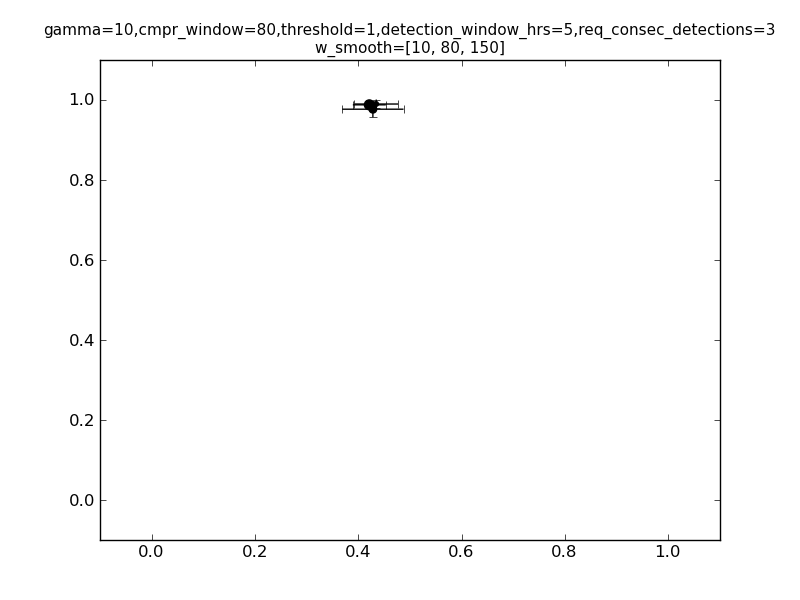 gamma=10,cmpr_window=80,threshold=1,detection_window_hrs=5,req_consec_detections=3
w_smooth=[10, 80, 150]
1.0
0.8
0.6
0.4
0.2
0.0
0.0 0.2 0.4 0.6 0.8 1.0